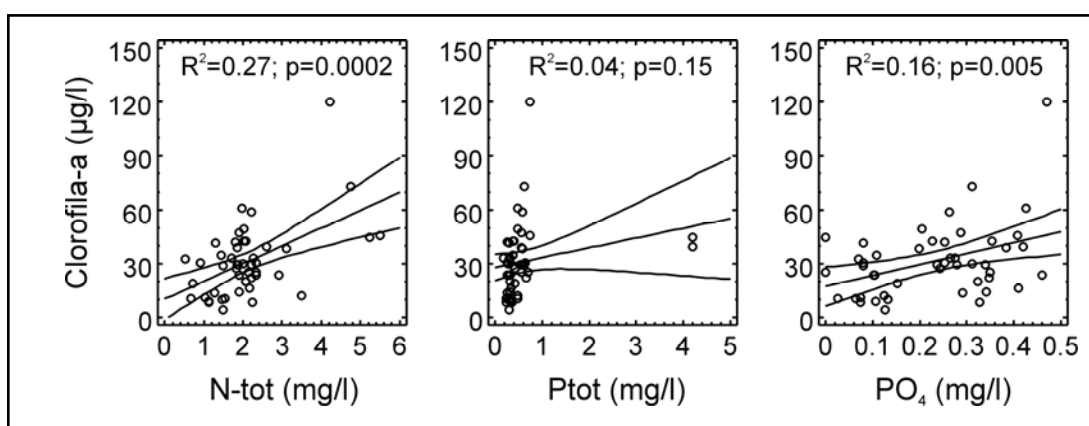 Clorofila-a (µg/l)
150
120
90
60
30
0
R²=0.27; p=0.0002
0 1 2 3 4 5 6
N-tot (mg/l)
150
120
90
60
30
0
R²=0.04; p=0.15
0 1 2 3 4 5
Ptot (mg/l)
150
120
90
60
30
0
R²=0.16; p=0.005
0 0.1 0.2 0.3 0.4 0.5
PO₄ (mg/l)